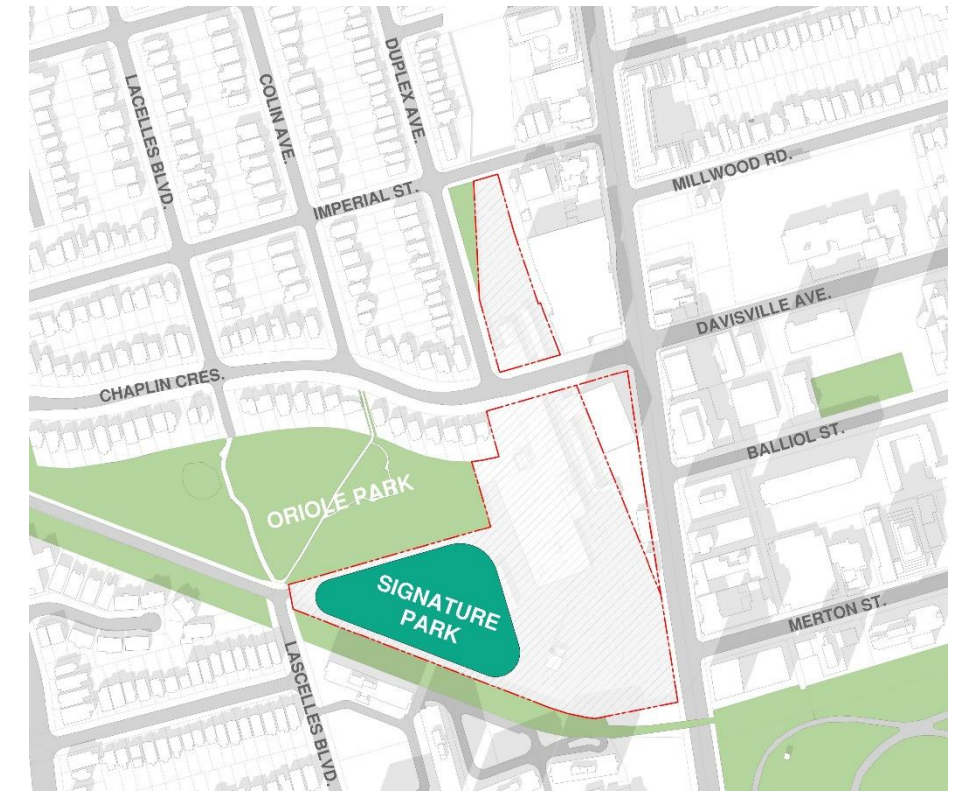 LACELLES BLVD.
COLIN AVE.
DUPLEX AVE.
IMPERIAL ST.
MILLWOOD RD.
DAVISVILLE AVE.
CHAPLIN CRES.
BALLIOL ST.
ORIOLE PARK
SIGNATURE
PARK
MERTON ST.
LASCELLES BLVD.